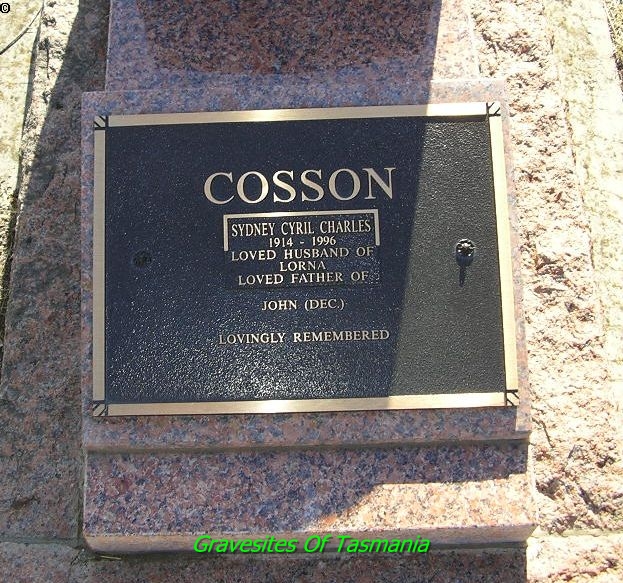 ©
COSSON
SYDNEY CYRIL CHARLES
1914 - 1996
LOVED HUSBAND OF
LORNA
LOVED FATHER OF
JOHN (DEC.)
LOVINGLY REMEMBERED
Gravesites Of Tasmania